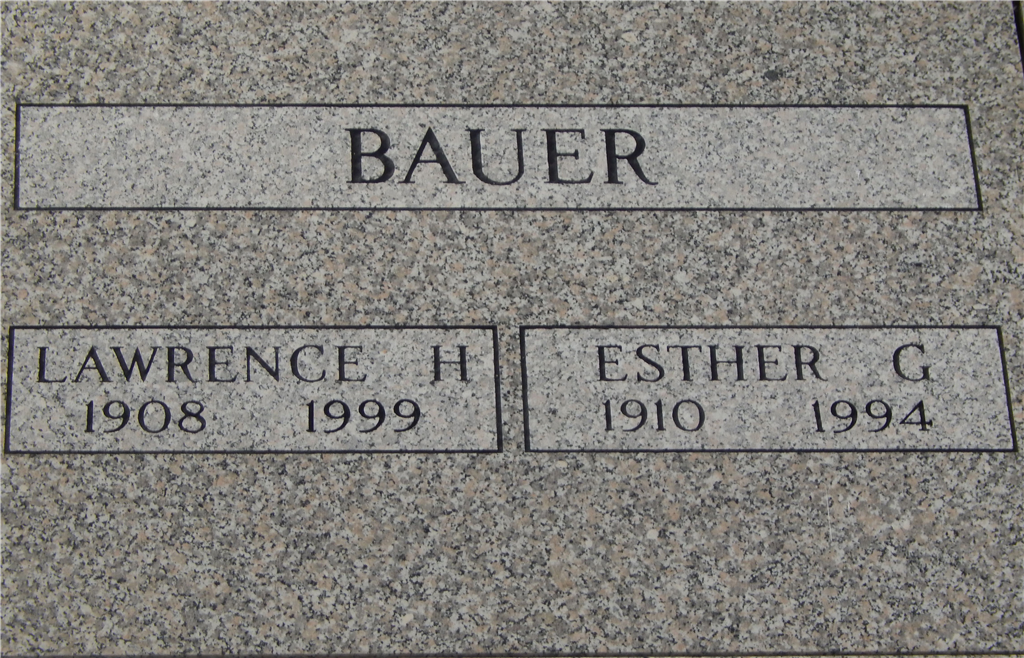 BAUER
LAWRENCE H
1908 1999
ESTHER G
1910 1994